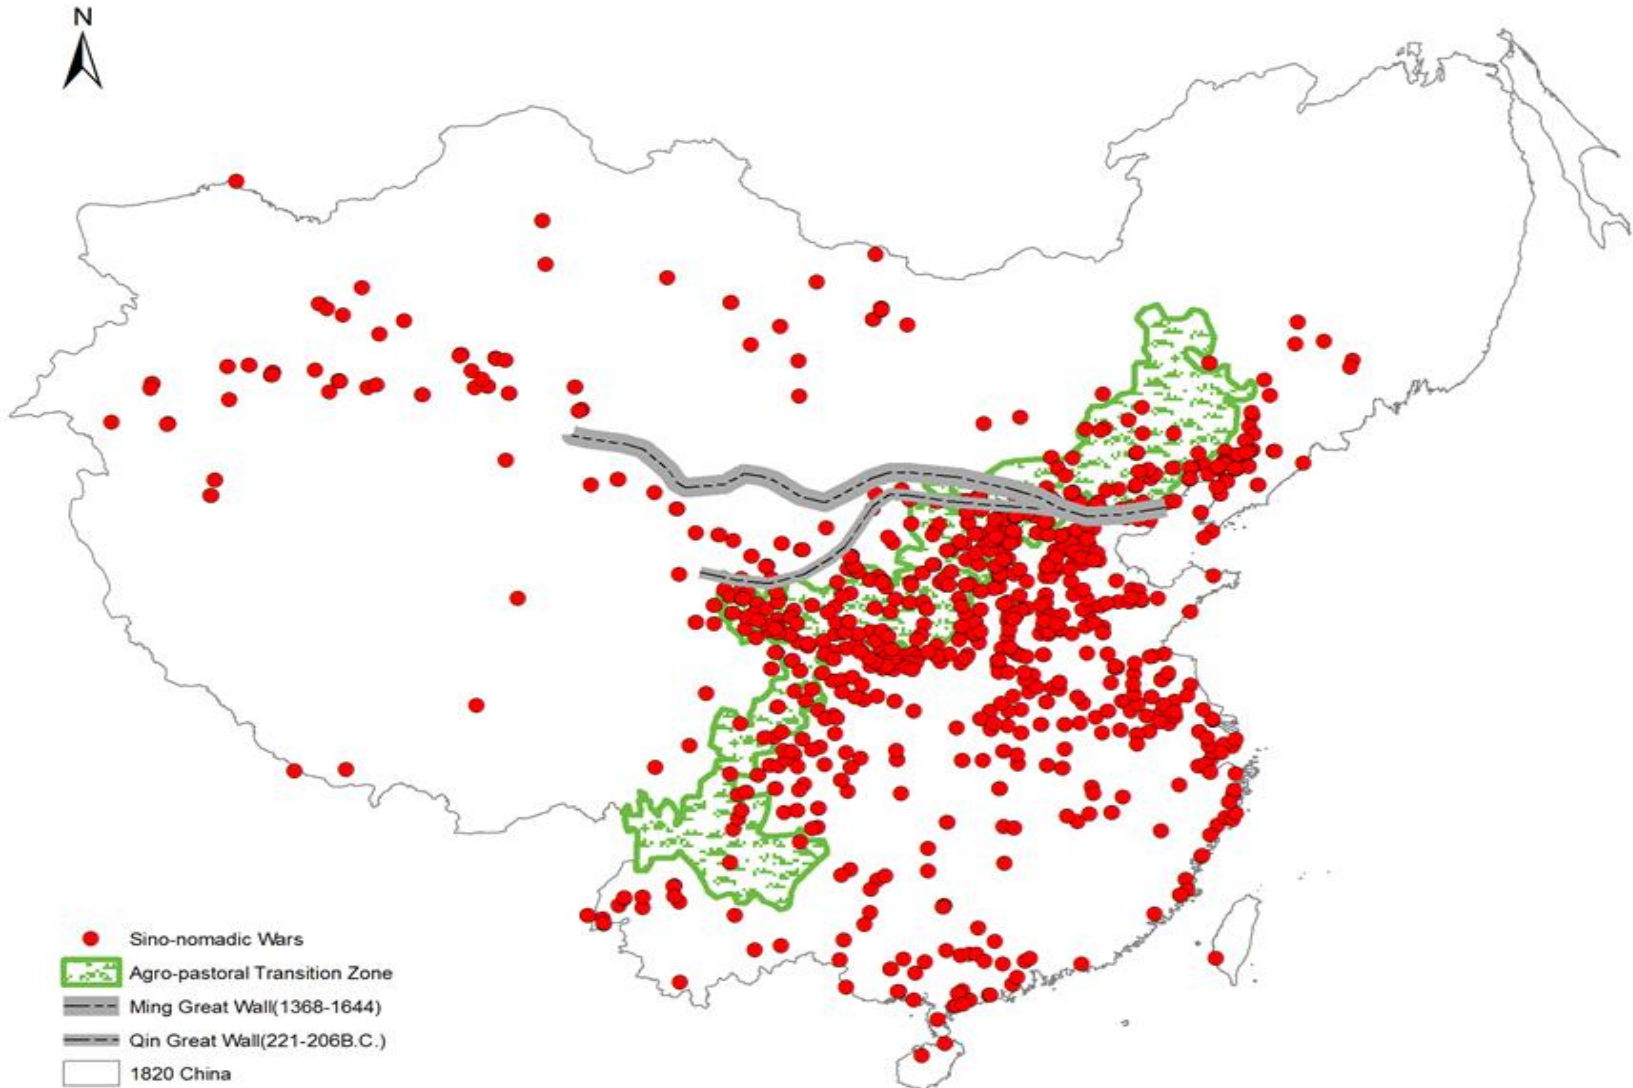 N
Sino-nomadic Wars
Agro-pastoral Transition Zone
Ming Great Wall(1368-1644)
Qin Great Wall(221-206B.C.)
1820 China